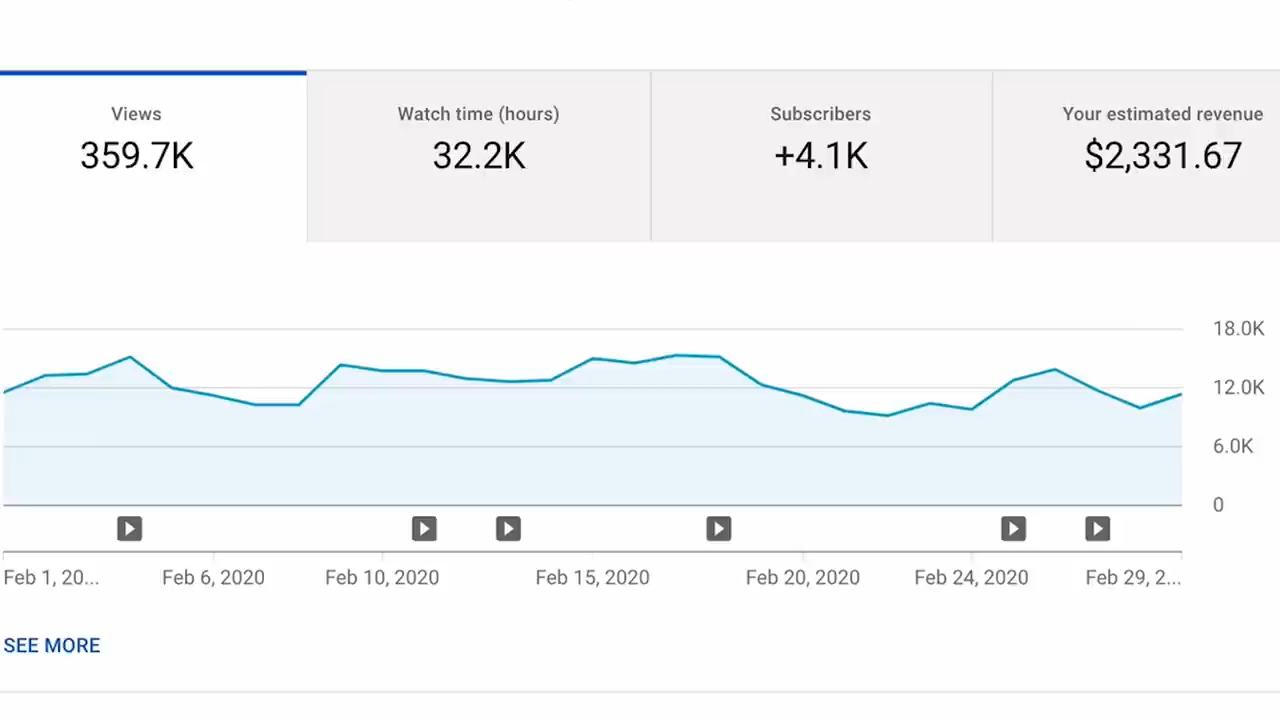 Views Watch time (hours) Subscribers Your estimated revenue
359.7K 32.2K +4.1K $2,331.67
18.0K
12.0K
6.0K
0
Feb 1, 20... Feb 6, 2020 Feb 10, 2020 Feb 15, 2020 Feb 20, 2020 Feb 24, 2020 Feb 29, 2...
SEE MORE